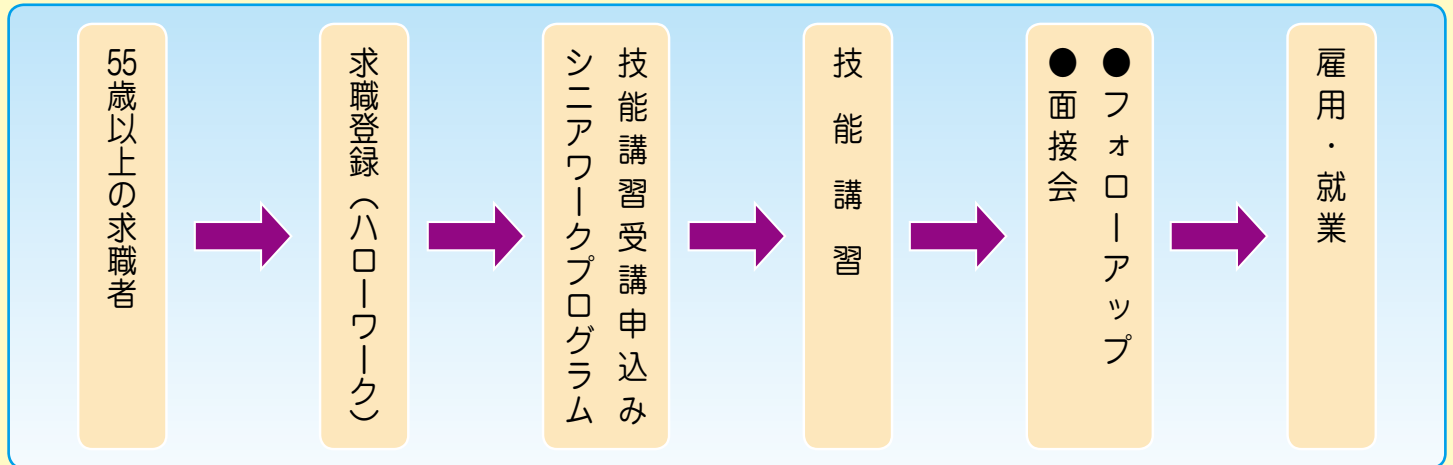 55歳以上の求職者
求職登録（ハローワーク）
技能講習受講申込み
シニアワークプログラム
技能講習
●フォローアップ
●面接会
雇用・就業